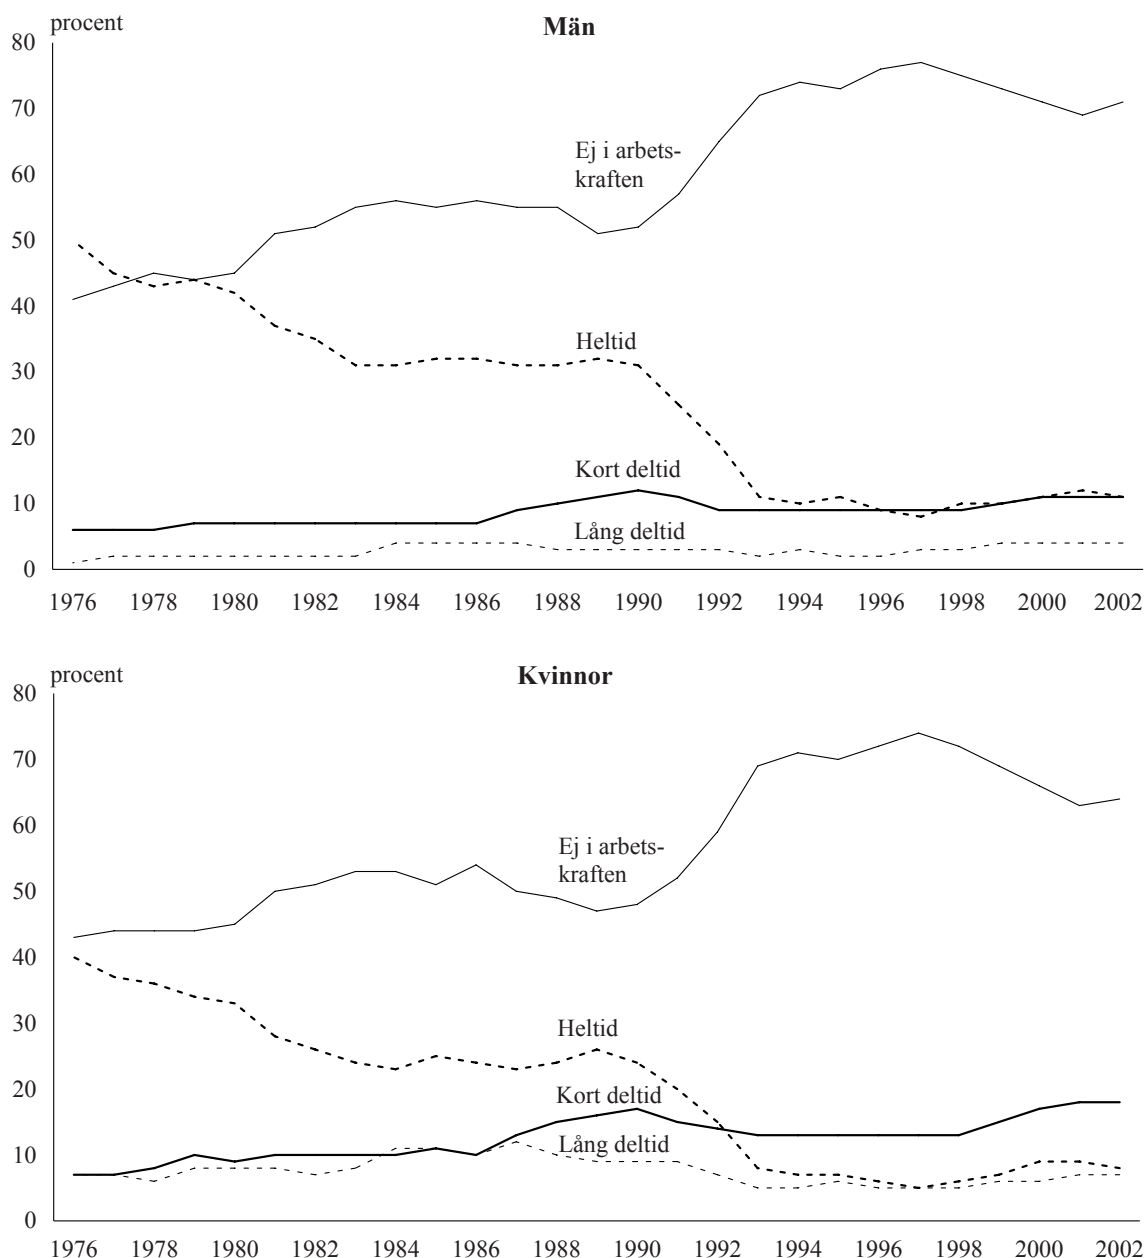 procent
Män
80
70
60
50
40
30
20
10
0
Ej i arbets-
kraften
Heltid
Kort deltid
Lång deltid
1976 1978 1980 1982 1984 1986 1988 1990 1992 1994 1996 1998 2000 2002
procent
Kvinnor
80
70
60
50
40
30
20
10
0
Ej i arbets-
kraften
Heltid
Kort deltid
Lång deltid
1976 1978 1980 1982 1984 1986 1988 1990 1992 1994 1996 1998 2000 2002